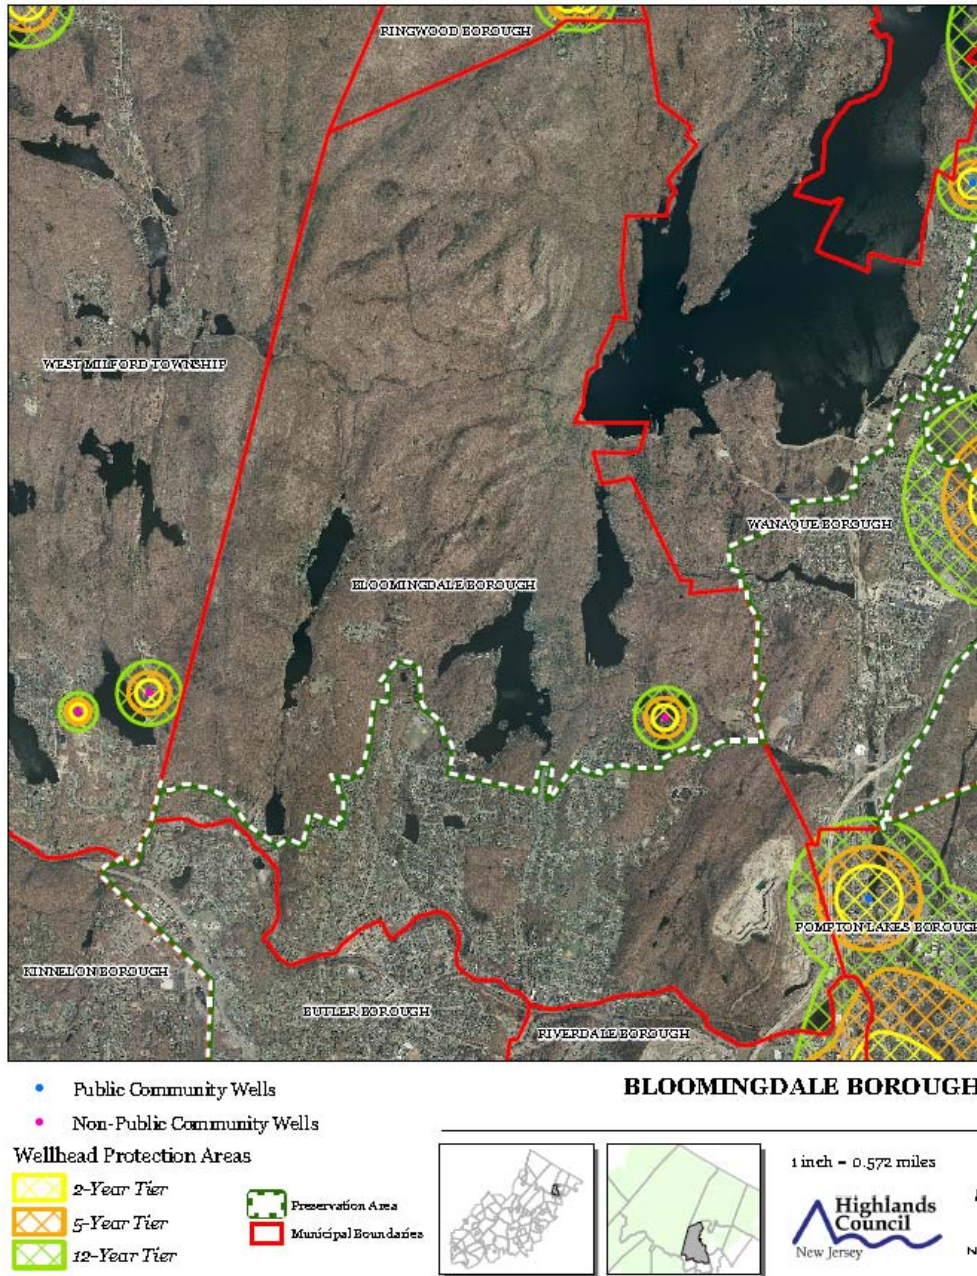 RINGWOOD BOROUGH
WEST MILFORD TOWNSHIP
WANAQUE BOROUGH
BLOOMINGDALE BOROUGH
POMPTON LAKES BOROUGH
KINNELON BOROUGH
BUTLER BOROUGH
RIVERDALE BOROUGH
Public Community Wells
Non-Public Community Wells
Wellhead Protection Areas
2-Year Tier
5-Year Tier
12-Year Tier
Preservation Area
Municipal Boundaries
BLOOMINGDALE BOROUGH
1 inch = 0.572 miles
Highlands
Council
New Jersey